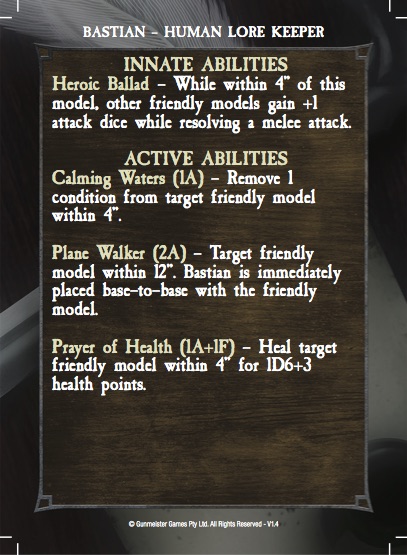 BASTIAN – HUMAN LORE KEEPER
INNATE ABILITIES
Heroic Ballad – While within 4” of this
model, other friendly models gain +1
attack dice while resolving a melee attack.
ACTIVE ABILITIES
Calming Waters (1A) – Remove 1
condition from target friendly model
within 4”.
Plane Walker (2A) – Target friendly
model within 12”. Bastian is immediately
placed base-to-base with the friendly
model.
Prayer of Health (1A+1F) – Heal target
friendly model within 4” for 1D6+3
health points.
© Gunmeister Games Pty Ltd. All Rights Reserved - V1.4